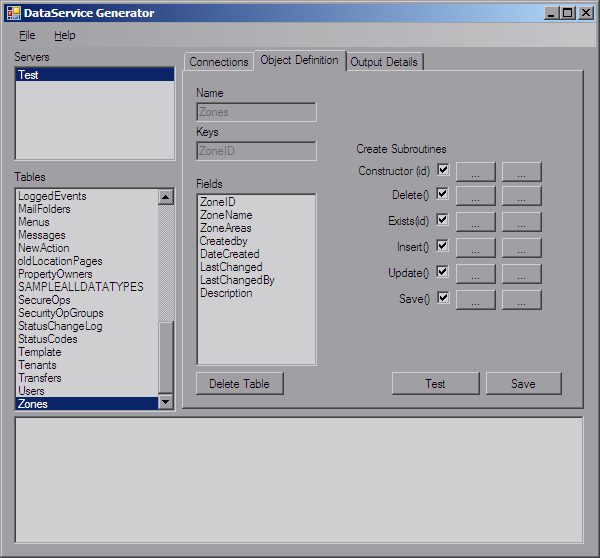 DataService Generator
File Help
Servers
Test
Tables
LoggedEvents
MailFolders
Menus
Messages
NewAction
oldLocationPages
PropertyOwners
SAMPLEALLDATATYPES
SecureOps
SecurityOpGroups
StatusChangeLog
StatusCodes
Template
Tenants
Transfers
Users
Zones
Connections Object Definition Output Details
Name
Zones
Keys
ZoneID
Fields
ZoneID
ZoneName
ZoneAreas
Createdby
DateCreated
LastChanged
LastChangedBy
Description
Create Subroutines
Constructor (id) ... ...
Delete() ... ...
Exists(id) ... ...
Insert() ... ...
Update() ... ...
Save() ... ...
Delete Table
Test
Save